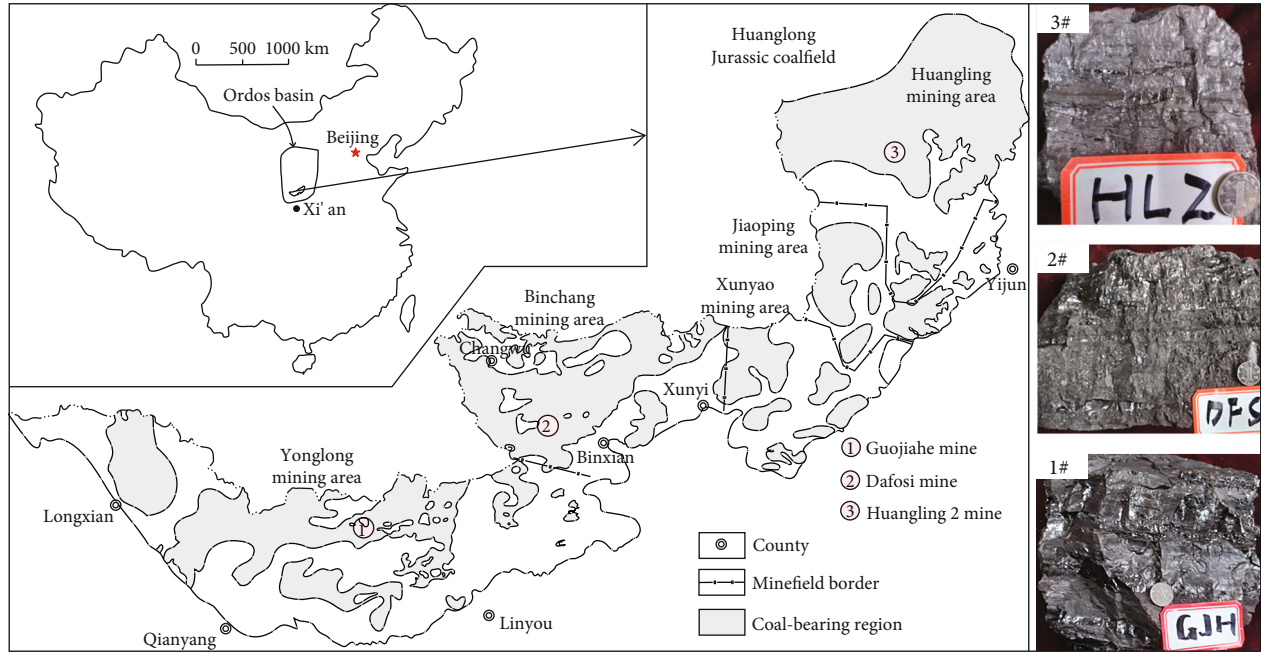 0 500 1000 km
Ordos basin
Beijing
Xi' an
Huanglong
Jurassic coalfield
Huangling
mining area
3
Jiaoping
mining area
Yijun
Xunyao
mining area
Binchang
mining area
Changwu
Xunyi
2
Binxian
Yonglong
mining area
1
Longxian
Qianyang
Linyou
1 Guojiahe mine
2 Dafosi mine
3 Huangling 2 mine
County
Minefield border
Coal-bearing region
3#
HLZ
1
2#
DFS
1#
GJH